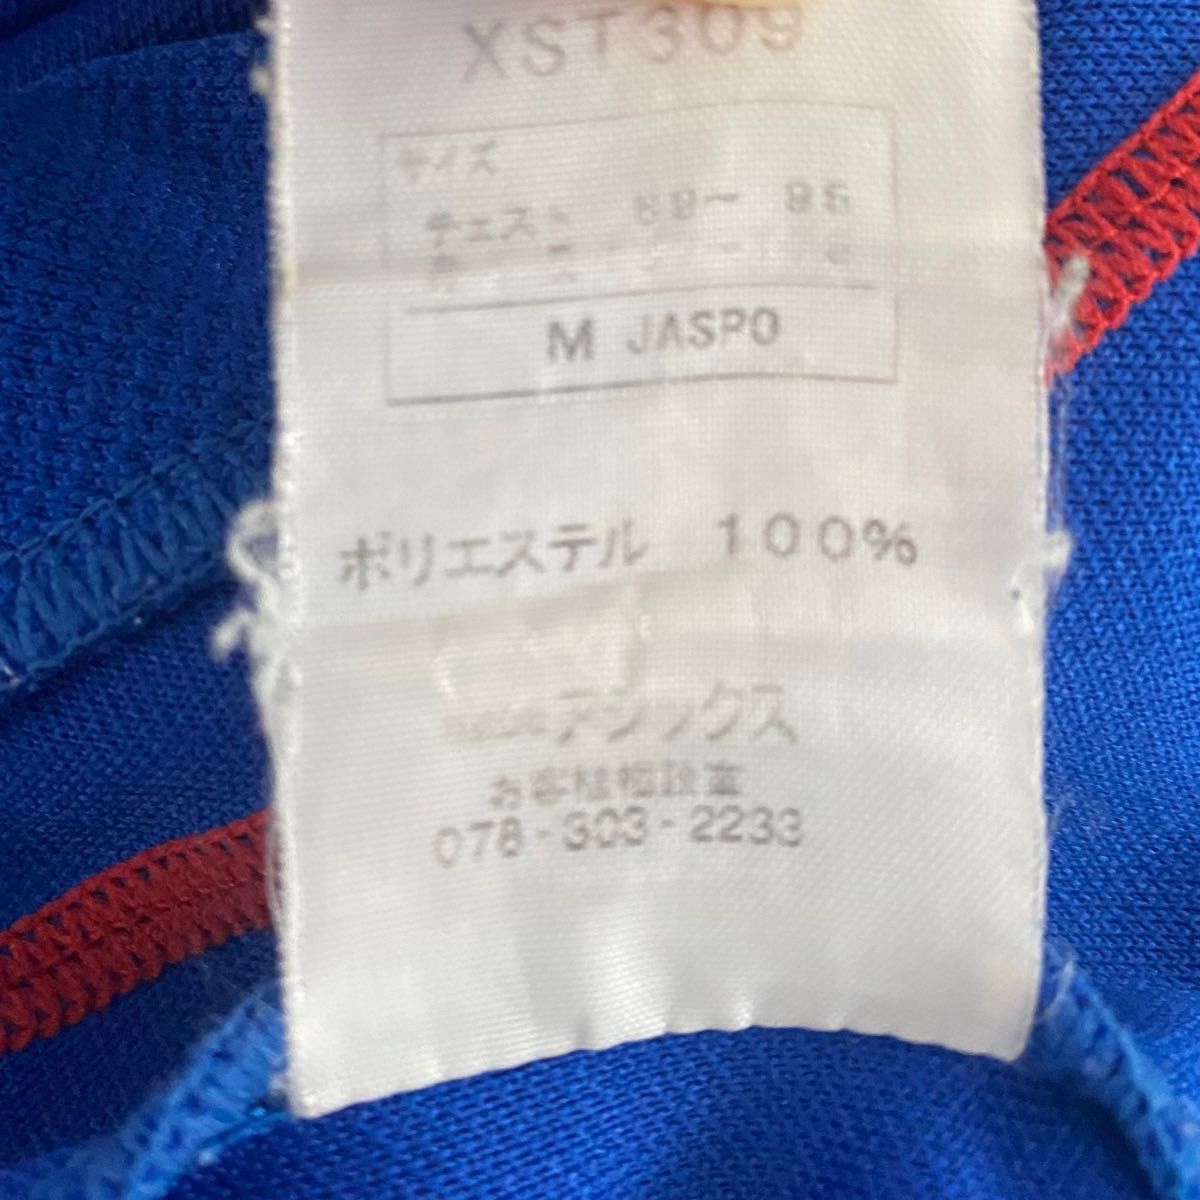 XST309
サイズ
チェスト 89～ 95
M JASPO
ポリエステル 100%
アシックス
お客様相談室
078-303-2233